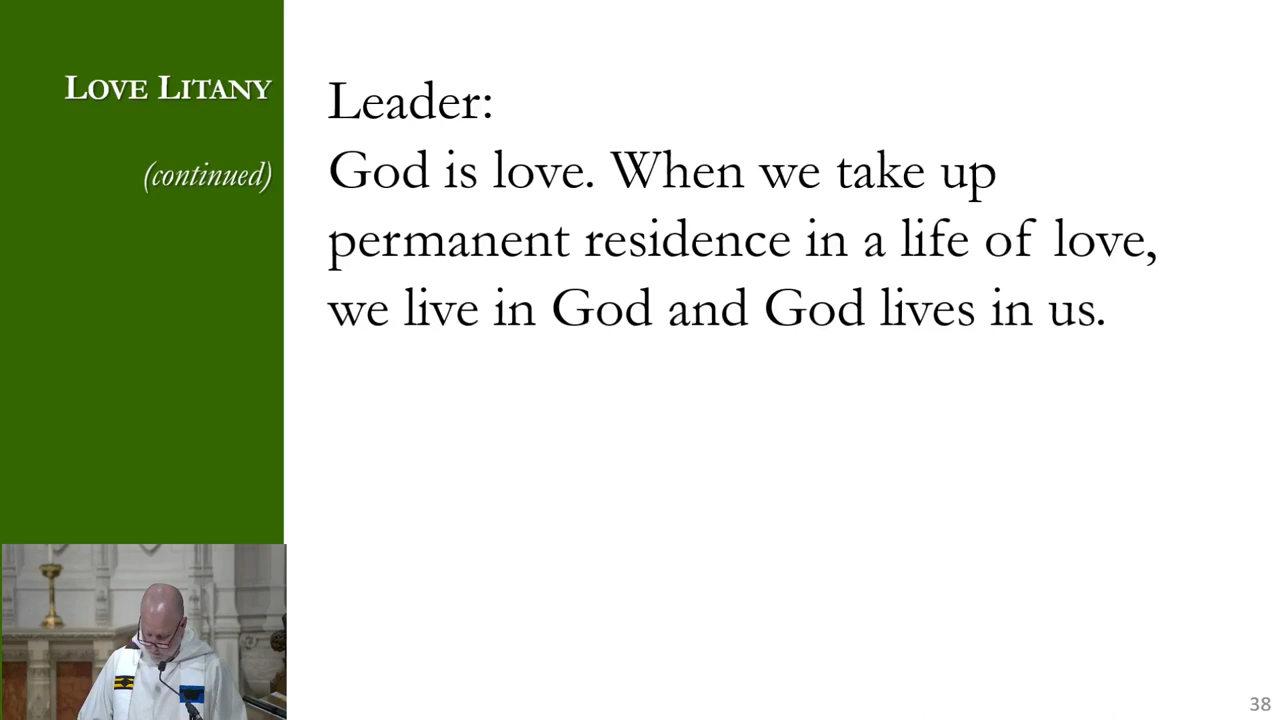 LOVE LITANY
(continued)
Leader:
God is love. When we take up
permanent residence in a life of love,
we live in God and God lives in us.
38